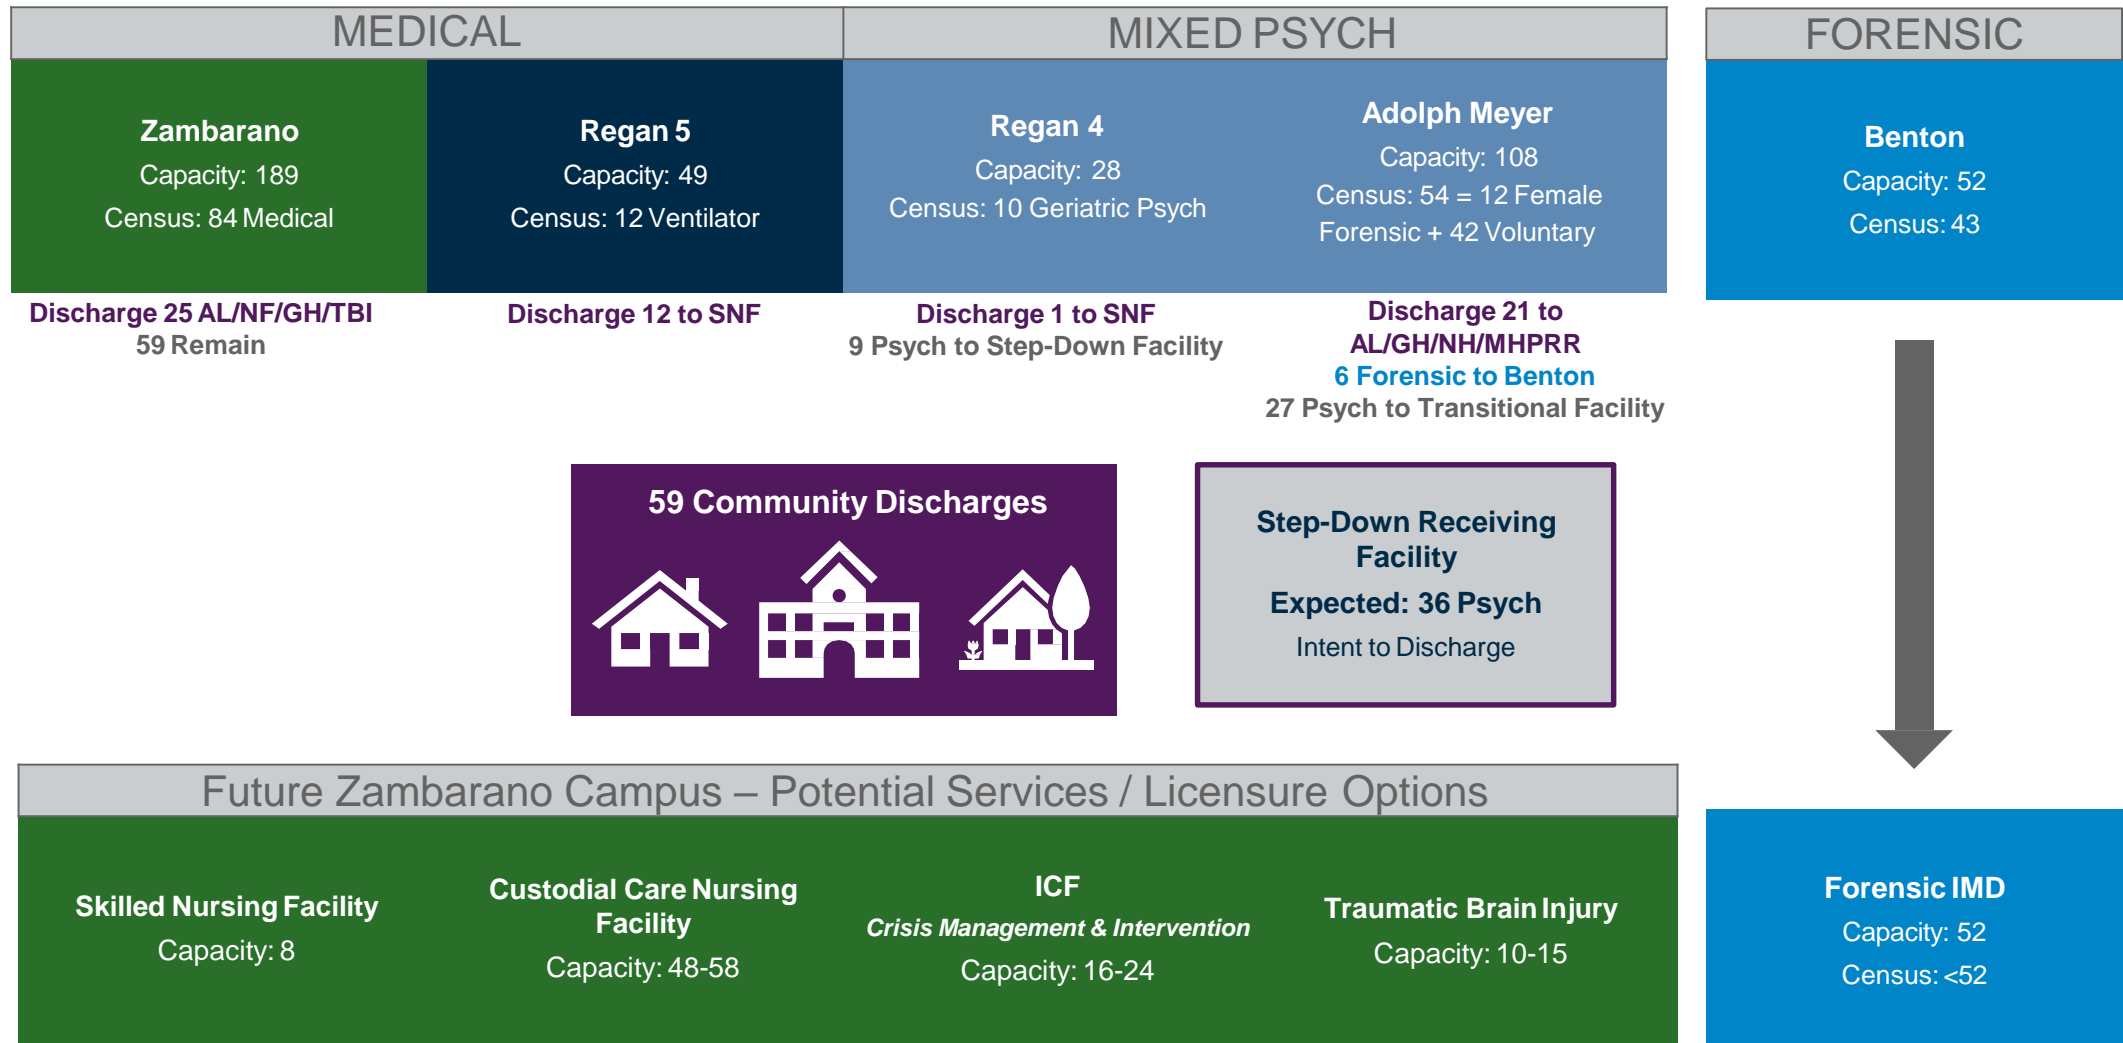 MEDICAL
MIXED PSYCH
FORENSIC
Zambarano
Capacity: 189
Census: 84 Medical
Regan 5
Capacity: 49
Census: 12 Ventilator
Regan 4
Capacity: 28
Census: 10 Geriatric Psych
Adolph Meyer
Capacity: 108
Census: 54 = 12 Female
Forensic + 42 Voluntary
Benton
Capacity: 52
Census: 43
Discharge 25 AL/NF/GH/TBI
59 Remain
Discharge 12 to SNF
Discharge 1 to SNF
9 Psych to Step-Down Facility
Discharge 21 to
AL/GH/NH/MHPRR
6 Forensic to Benton
27 Psych to Transitional Facility
59 Community Discharges
Step-Down Receiving
Facility
Expected: 36 Psych
Intent to Discharge
Future Zambarano Campus – Potential Services / Licensure Options
Skilled Nursing Facility
Capacity: 8
Custodial Care Nursing
Facility
Capacity: 48-58
ICF
Crisis Management & Intervention
Capacity: 16-24
Traumatic Brain Injury
Capacity: 10-15
Forensic IMD
Capacity: 52
Census: <52